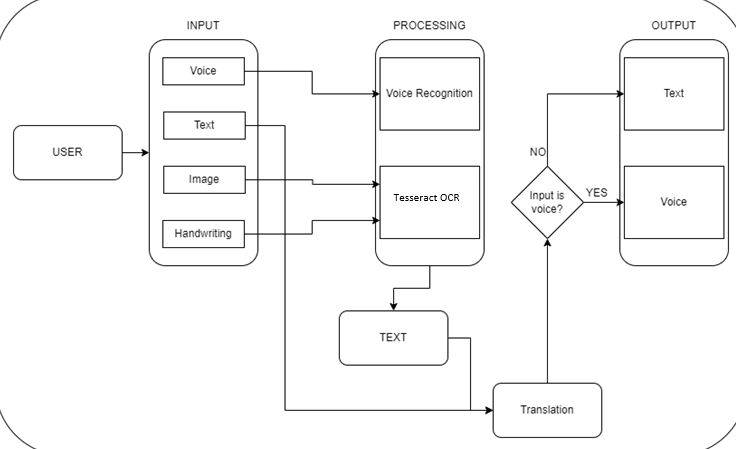 INPUT
PROCESSING
OUTPUT
Voice
Text
Image
Handwriting
USER
Voice Recognition
Tesseract OCR
TEXT
Translation
Input is
voice?
NO
YES
Text
Voice